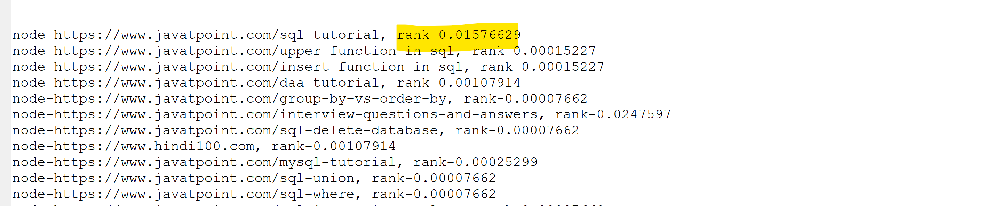 -----------------
node-https://www.javatpoint.com/sql-tutorial, rank-0.01576629
node-https://www.javatpoint.com/upper-function-in-sql, rank-0.00015227
node-https://www.javatpoint.com/insert-function-in-sql, rank-0.00015227
node-https://www.javatpoint.com/daa-tutorial, rank-0.00107914
node-https://www.javatpoint.com/group-by-vs-order-by, rank-0.00007662
node-https://www.javatpoint.com/interview-questions-and-answers, rank-0.0247597
node-https://www.javatpoint.com/sql-delete-database, rank-0.00007662
node-https://www.hindi100.com, rank-0.00107914
node-https://www.javatpoint.com/mysql-tutorial, rank-0.00025299
node-https://www.javatpoint.com/sql-union, rank-0.00007662
node-https://www.javatpoint.com/sql-where, rank-0.00007662